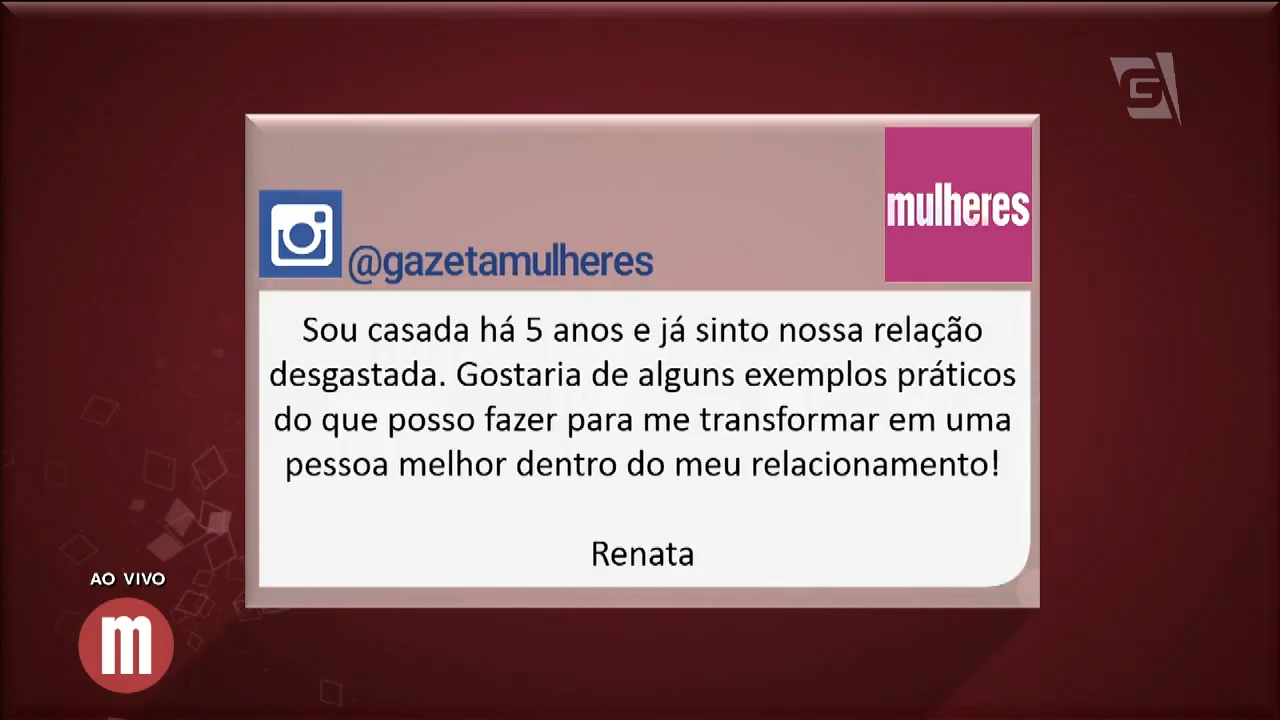 mulheres
@gazetamulheres
Sou casada há 5 anos e já sinto nossa relação
desgastada. Gostaria de alguns exemplos práticos
do que posso fazer para me transformar em uma
pessoa melhor dentro do meu relacionamento!
Renata
AO VIVO
m
G